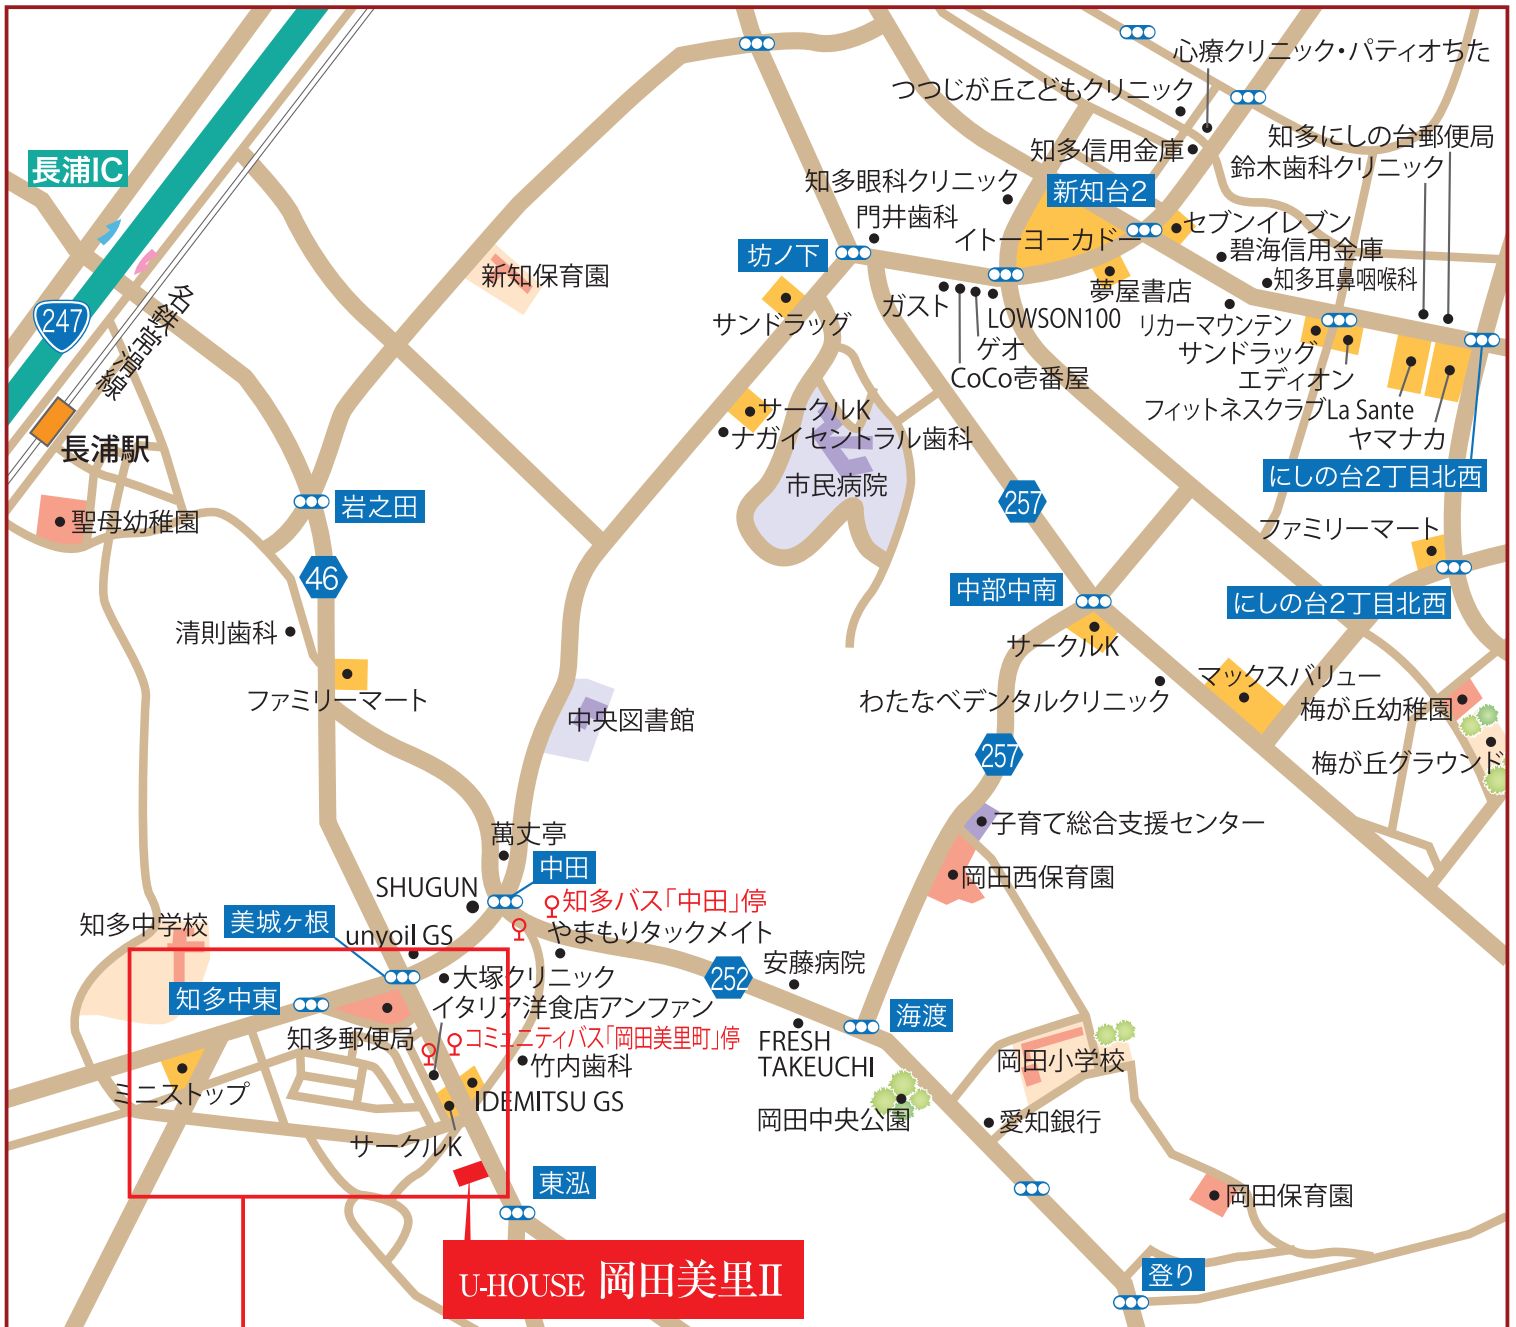 心療クリニック・パティオちた
つつじが丘こどもクリニック
知多にしの台郵便局
知多信用金庫
鈴木歯科クリニック
長浦IC
知多眼科クリニック
新知台2
門井歯科
セブンイレブン
イトーヨーカドー
坊ノ下
碧海信用金庫
新知保育園
知多耳鼻咽喉科
夢屋書店
ガスト
247
名鉄常滑線
サンドラッグ
LOWSON100
リカーマウンテン
ゲオ
サンドラッグ
CoCo壱番屋
エディオン
サークルK
フィットネスクラブLa Sante
ナガイセントラル歯科
ヤマナカ
長浦駅
にしの台2丁目北西
市民病院
257
岩之田
聖母幼稚園
ファミリーマート
46
中部中南
にしの台2丁目北西
清則歯科
サークルK
マックスバリュー
ファミリーマート
わたなべデンタルクリニック
梅が丘幼稚園
中央図書館
257
梅が丘グラウンド
子育て総合支援センター
萬丈亭
中田
岡田西保育園
SHUGUN
知多バス「中田」停
知多中学校
美城ヶ根
unyoil GS
やまもりタックメイト
大塚クリニック
252
安藤病院
知多中東
イタリア洋食店アンファン
海渡
知多郵便局
コミュニティバス「岡田美里町」停
FRESH
TAKEUCHI
岡田小学校
竹内歯科
ミニストップ
IDEMITSU GS
岡田中央公園
愛知銀行
サークルK
東泓
岡田保育園
U-HOUSE 岡田美里II
登り